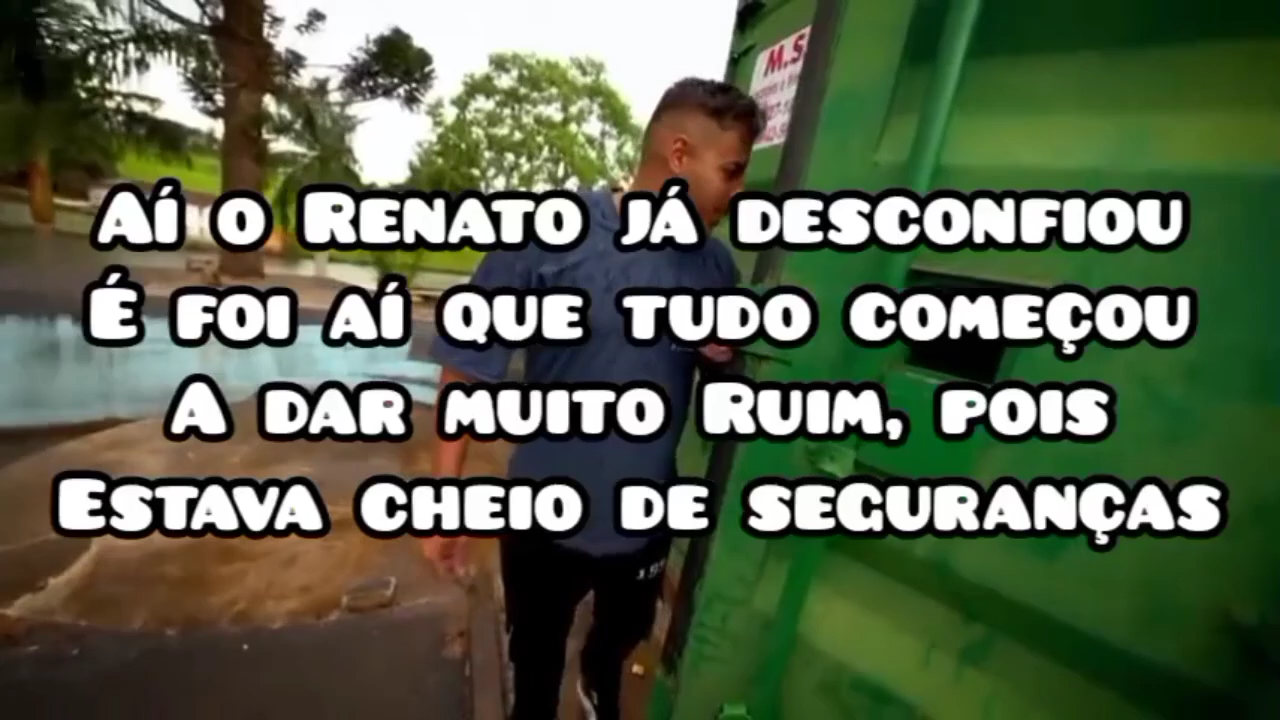 Aí o Renato já desconfiou
É foi aí que tudo começou
A dar muito Ruim, pois
Estava cheio de seguranças
M.S